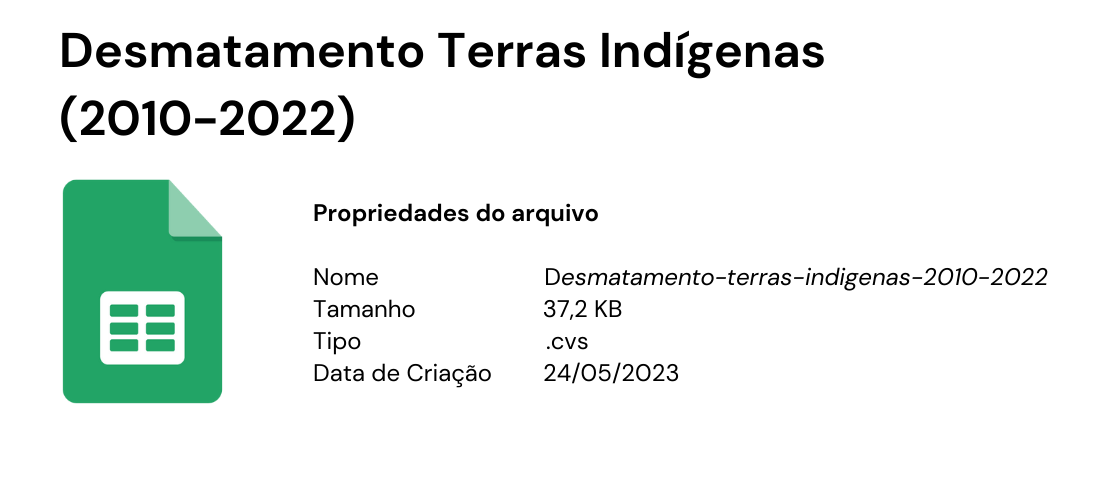 Desmatamento Terras Indígenas
(2010-2022)
Propriedades do arquivo
Nome Desmatamento-terras-indigenas-2010-2022
Tamanho 37,2 KB
Tipo .cvs
Data de Criação 24/05/2023